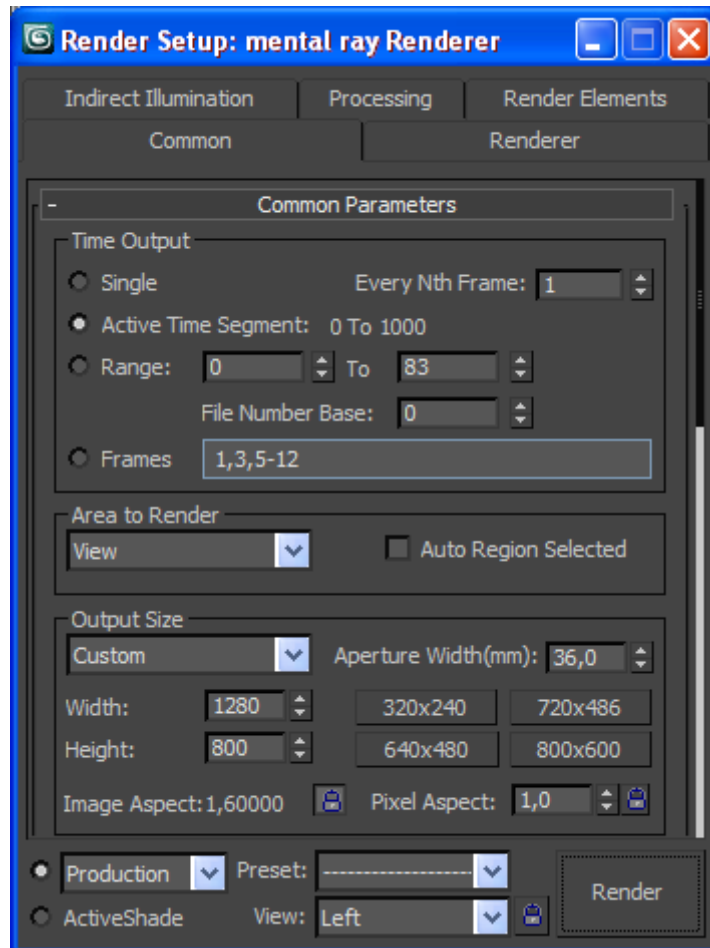 Render Setup: mental ray Renderer
Indirect Illumination Processing Render Elements
Common Renderer
- Common Parameters
Time Output
Single Every Nth Frame: 1
Active Time Segment: 0 To 1000
Range: 0 To 83
File Number Base: 0
Frames 1,3,5-12
Area to Render
View Auto Region Selected
Output Size
Custom Aperture Width(mm): 36,0
Width: 1280 320x240 720x486
Height: 800 640x480 800x600
Image Aspect:1,60000 Pixel Aspect: 1,0
Production Preset: --------------------
ActiveShade View: Left
Render